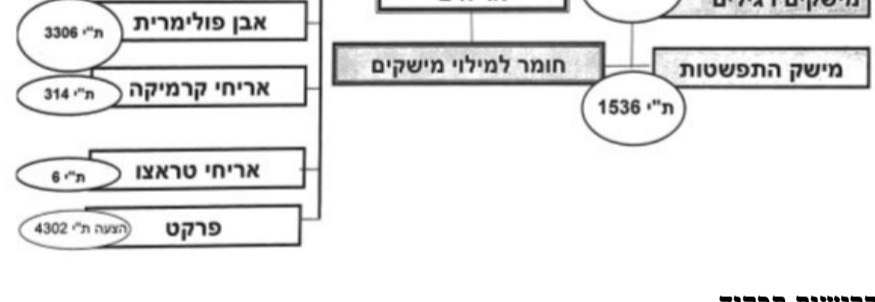 אבן פולימרית
ת"י 3306
חומר למילוי מישקים
מישק התפשטות
ת"י 1536
אריחי קרמיקה
ת"י 314
אריחי טראצו
ת"י 6
פרקט
הצעה ת"י 4302